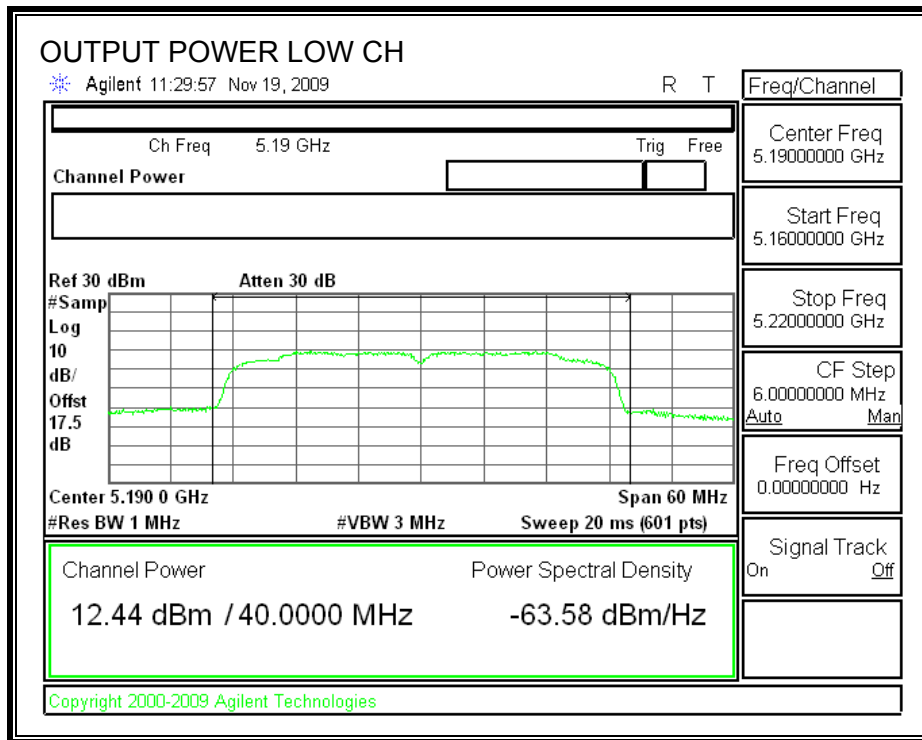 OUTPUT POWER LOW CH
Agilent 11:29:57 Nov 19, 2009 R T
Freq/Channel
Ch Freq 5.19 GHz Trig Free
Channel Power
Center Freq
5.19000000 GHz
Start Freq
5.16000000 GHz
Stop Freq
5.22000000 GHz
CF Step
6.00000000 MHz
Auto Man
Freq Offset
0.00000000 Hz
Signal Track
On Off
Ref 30 dBm Atten 30 dB
#Samp
Log
10
dB/
Offst
17.5
dB
Center 5.190 0 GHz Span 60 MHz
#Res BW 1 MHz #VBW 3 MHz Sweep 20 ms (601 pts)
Channel Power Power Spectral Density
12.44 dBm / 40.0000 MHz -63.58 dBm/Hz
Copyright 2000-2009 Agilent Technologies